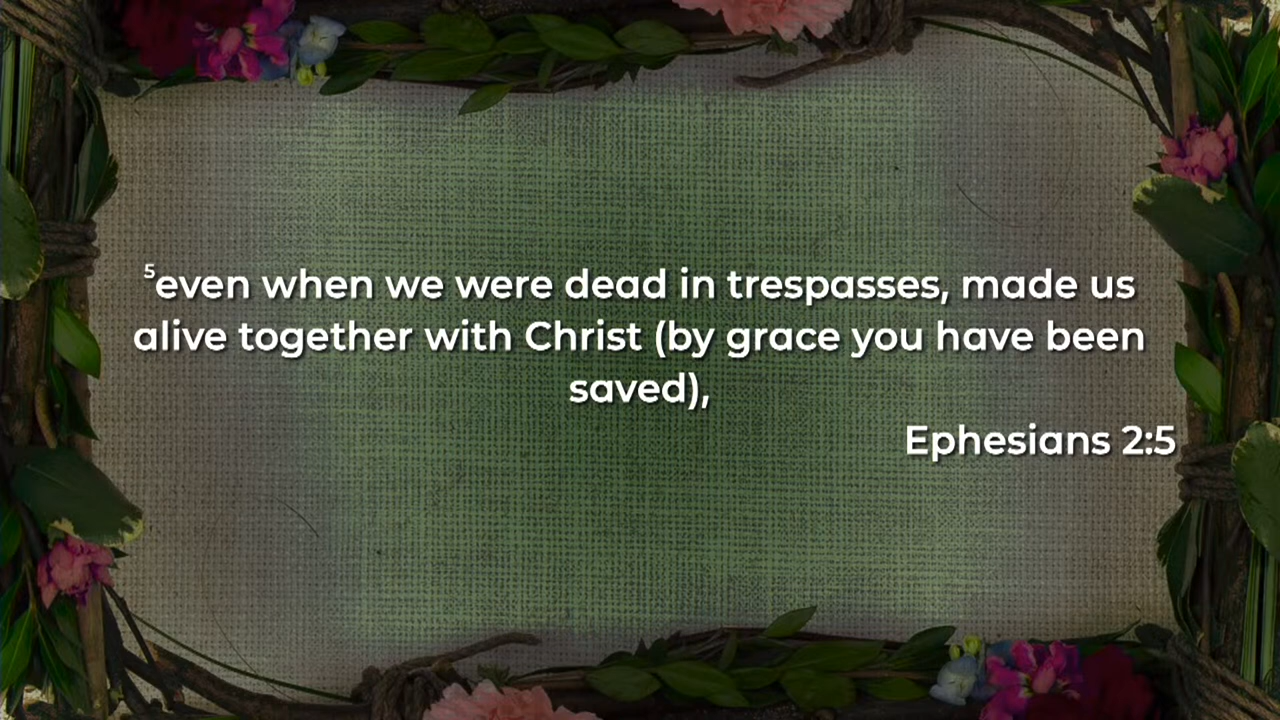 ⁵even when we were dead in trespasses, made us
alive together with Christ (by grace you have been
saved),
Ephesians 2:5